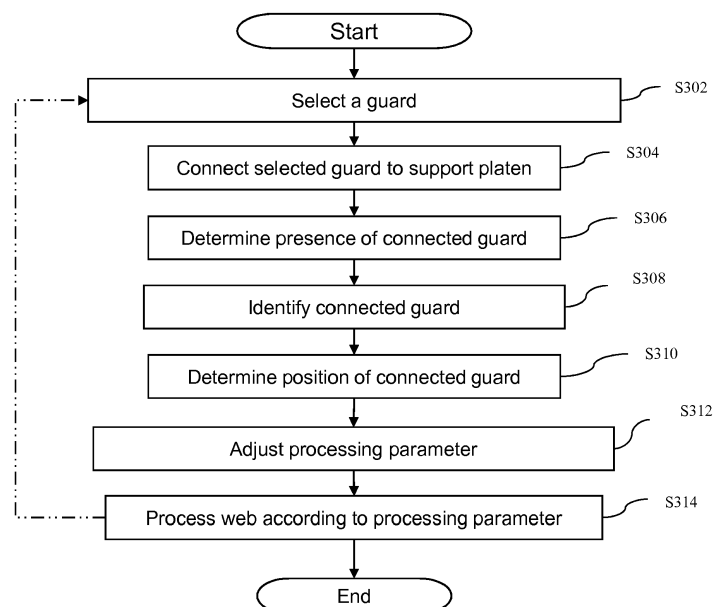 Start
Select a guard
S302
Connect selected guard to support platen
S304
Determine presence of connected guard
S306
Identify connected guard
S308
Determine position of connected guard
S310
Adjust processing parameter
S312
Process web according to processing parameter
S314
End